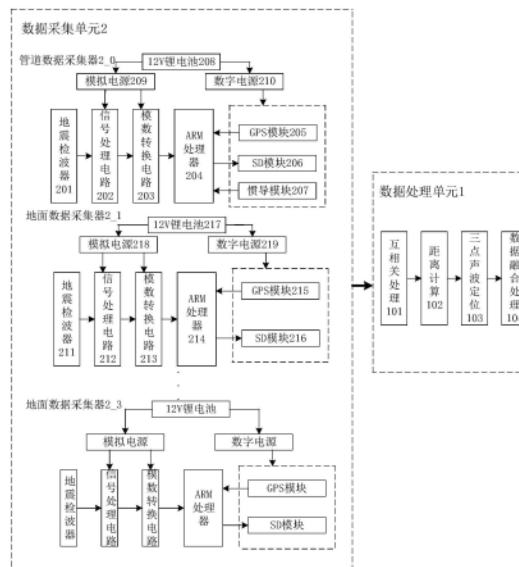 数据采集单元2
管道数据采集器2_0
12V锂电池208
模拟电源209
数字电源210
地震检波器201
信号处理电路202
模数转换电路203
ARM处理器204
GPS模块205
SD模块206
惯导模块207
地面数据采集器2_1
12V锂电池217
模拟电源218
数字电源219
地震检波器211
信号处理电路212
模数转换电路213
ARM处理器214
GPS模块215
SD模块216
地面数据采集器2_3
12V锂电池
模拟电源
数字电源
地震检波器
信号处理电路
模数转换电路
ARM处理器
GPS模块
SD模块
数据处理单元1
互相关处理101
距离计算102
三点声波定位103
数据融合处理10